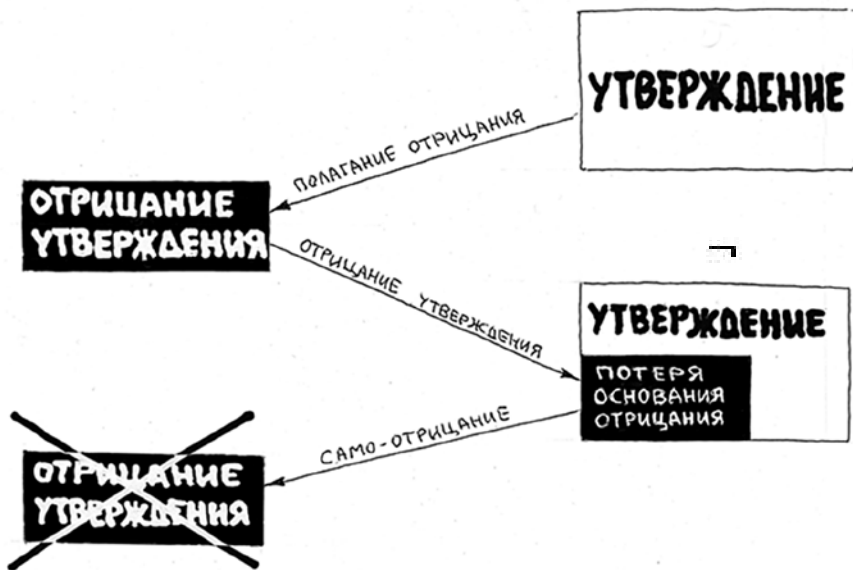 УТВЕРЖДЕНИЕ
ПОЛАГАНИЕ ОТРИЦАНИЯ
ОТРИЦАНИЕ
УТВЕРЖДЕНИЯ
ОТРИЦАНИЕ УТВЕРЖДЕНИЯ
УТВЕРЖДЕНИЕ
ПОТЕРЯ
ОСНОВАНИЯ
ОТРИЦАНИЯ
САМО-ОТРИЦАНИЕ
ОТРИЦАНИЕ
УТВЕРЖДЕНИЯ